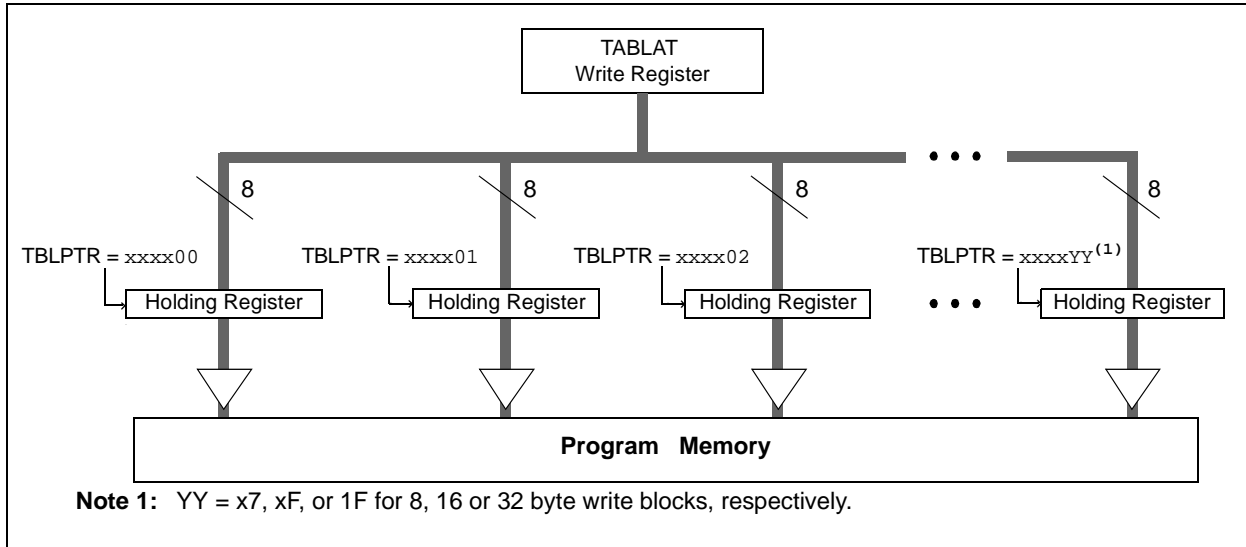 TABLAT
Write Register
8 8 8 8
TBLPTR = xxxx00 TBLPTR = xxxx01 TBLPTR = xxxx02 TBLPTR = xxxxYY(1)
Holding Register Holding Register Holding Register Holding Register
Program Memory
Note 1: YY = x7, xF, or 1F for 8, 16 or 32 byte write blocks, respectively.